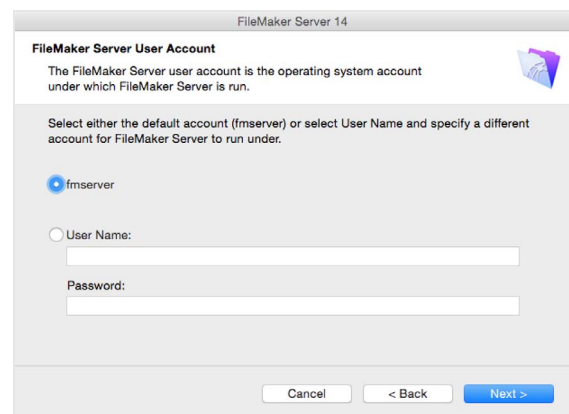 FileMaker Server 14
FileMaker Server User Account
The FileMaker Server user account is the operating system account
under which FileMaker Server is run.
Select either the default account (fmserver) or select User Name and specify a different
account for FileMaker Server to run under.
fmserver
User Name:
Password:
Cancel
< Back
Next >